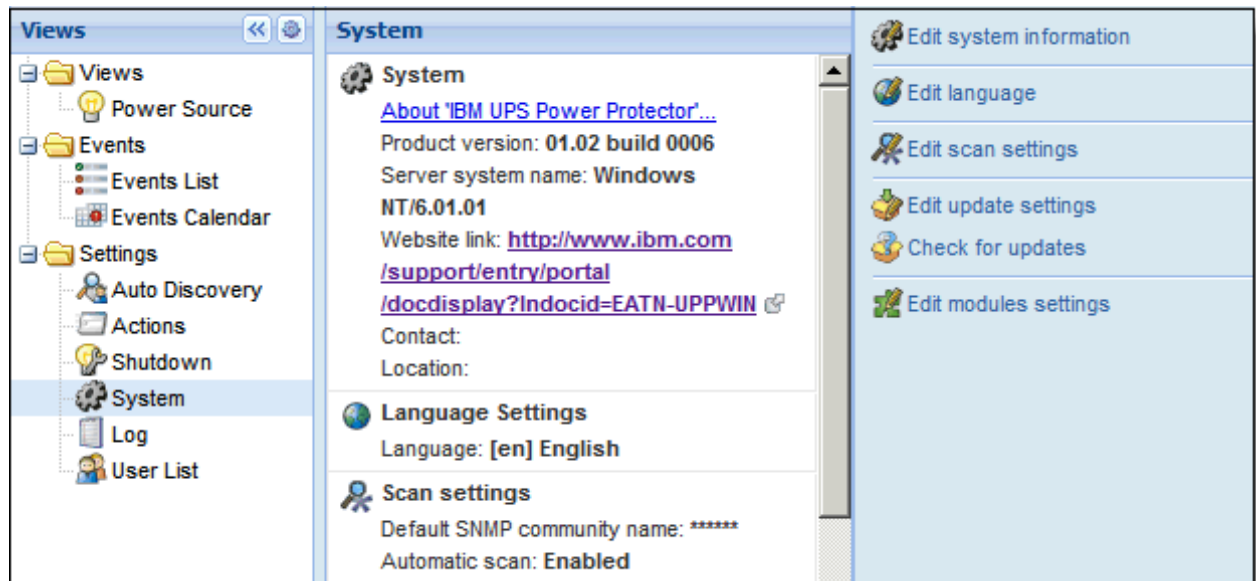 Views
Views
Power Source
Events
Events List
Events Calendar
Settings
Auto Discovery
Actions
Shutdown
System
Log
User List
System
System
About 'IBM UPS Power Protector'...
Product version: 01.02 build 0006
Server system name: Windows
NT/6.01.01
Website link: http://www.ibm.com
/support/entry/portal
/docdisplay?lndocid=EATN-UPPWIN
Contact:
Location:
Language Settings
Language: [en] English
Scan settings
Default SNMP community name: ******
Automatic scan: Enabled
Edit system information
Edit language
Edit scan settings
Edit update settings
Check for updates
Edit modules settings